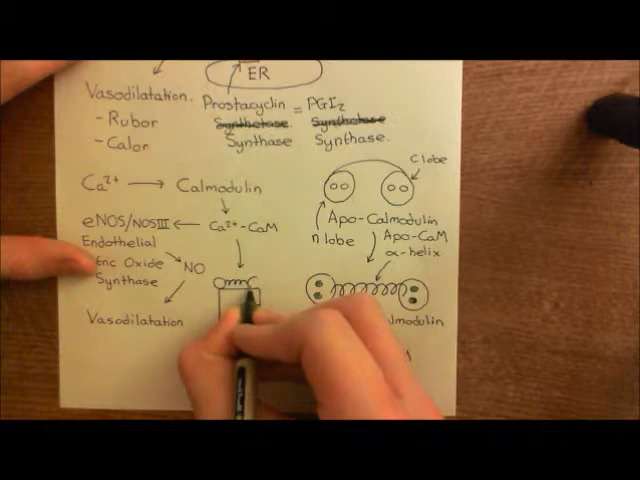 ER
Vasodilatation. Prostacyclin = PGI₂
- Rubor Synthetase. Synthetase
- Calor Synthase Synthase.
Clobe
Ca²⁺ → Calmodulin
eNOS/NOSIII ← Ca²⁺-CaM
Apo-Calmodulin
Endothelial n lobe Apo-CaM
Oxide NO α-helix
Synthase
Vasodilatation